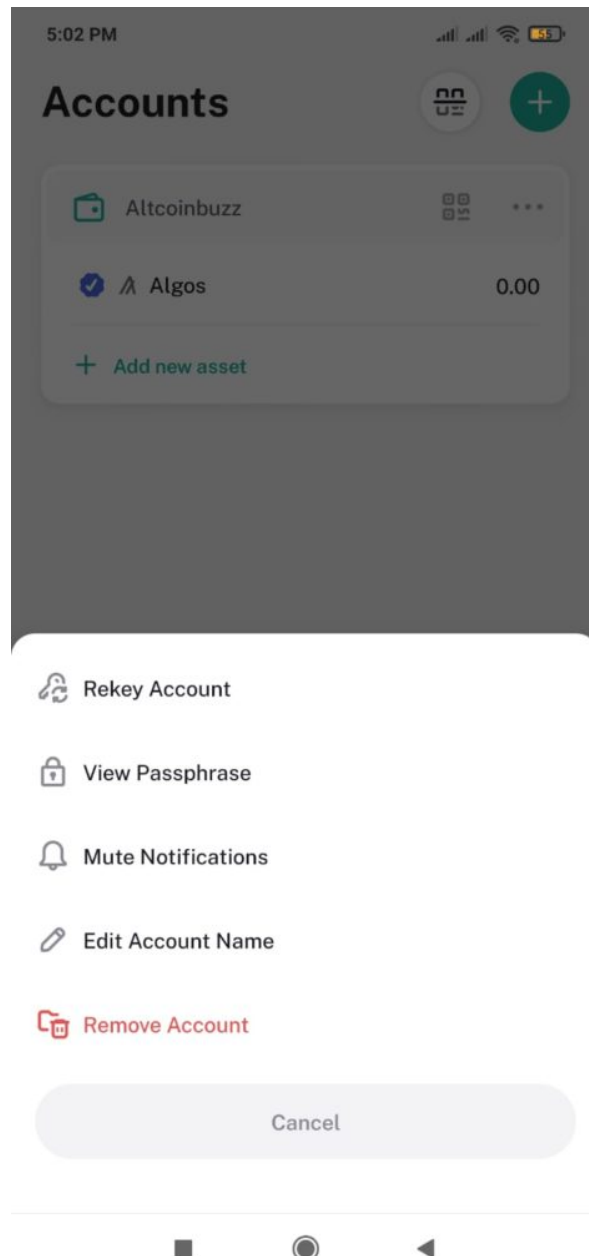 5:02 PM
55
Accounts
Altcoinbuzz
Algos
0.00
Add new asset
Rekey Account
View Passphrase
Mute Notifications
Edit Account Name
Remove Account
Cancel